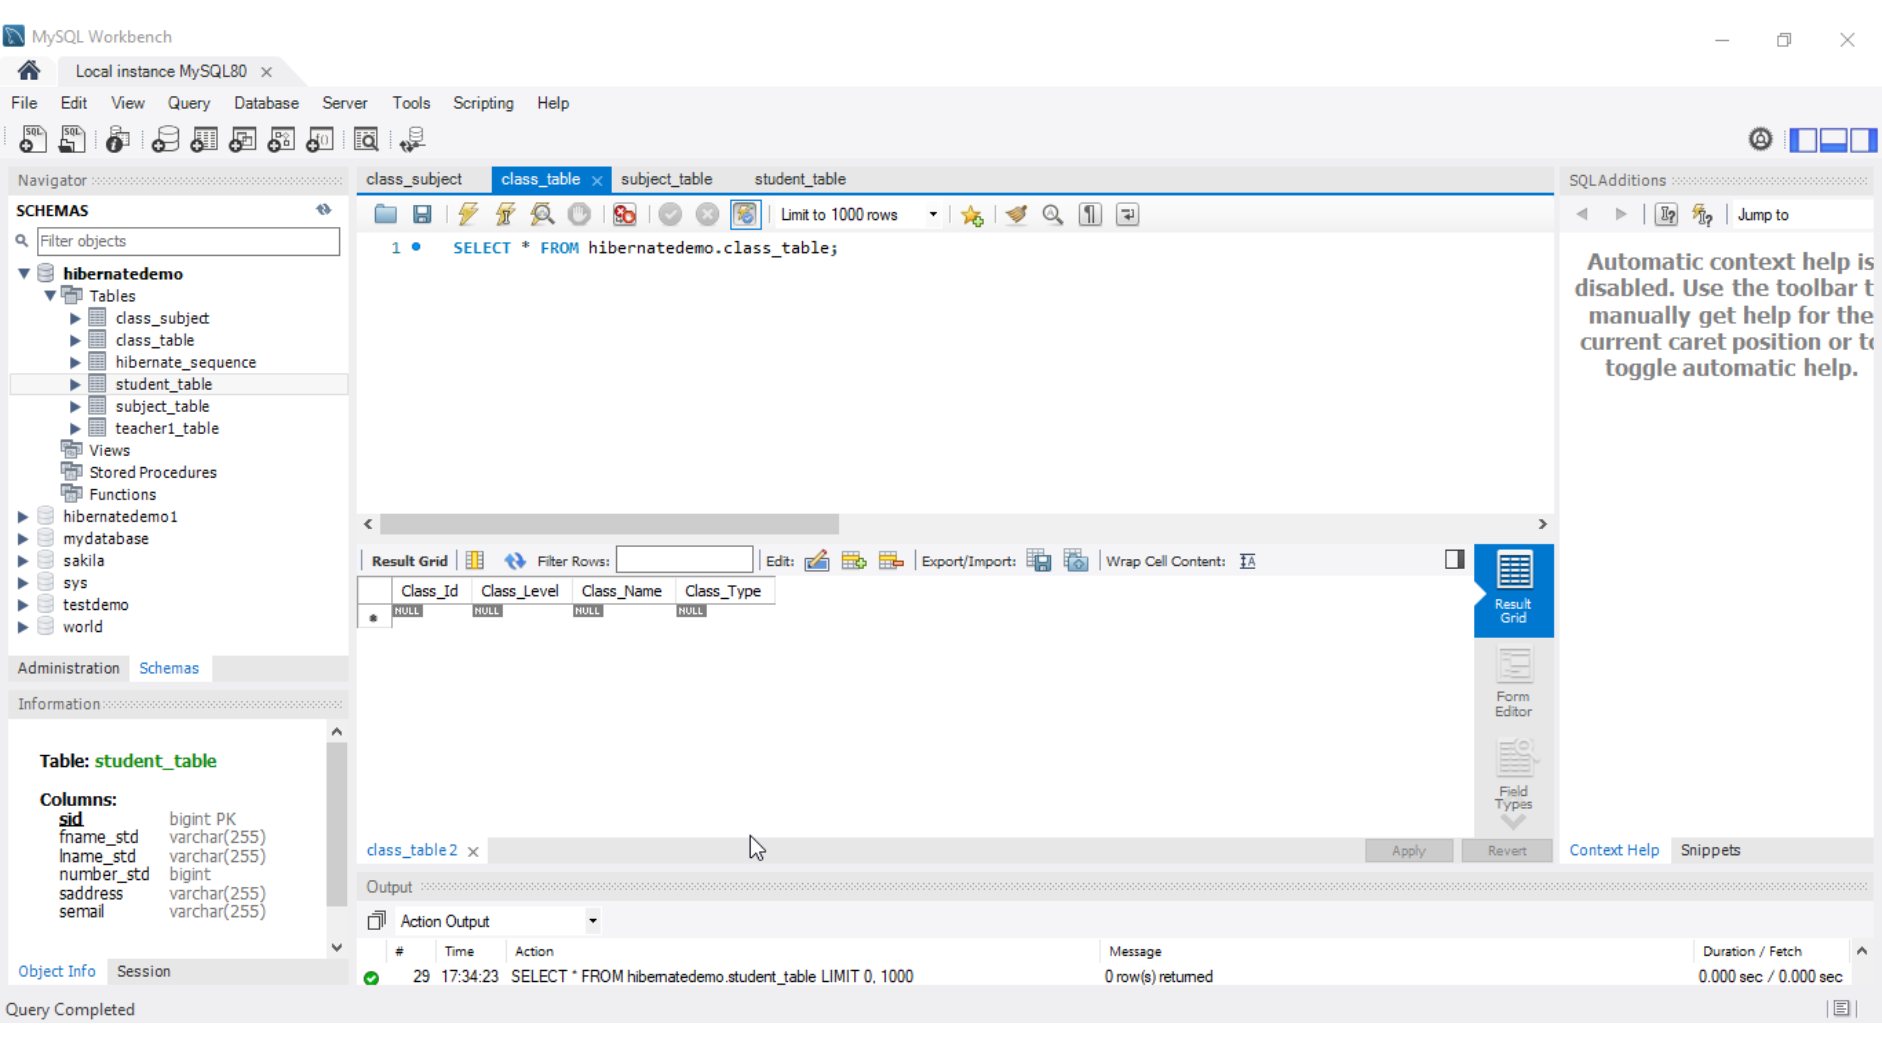 MySQL Workbench
Local instance MySQL80
File Edit View Query Database Server Tools Scripting Help
Navigator
SCHEMAS
Filter objects
hibernatedemo
Tables
class_subject
class_table
hibernate_sequence
student_table
subject_table
teacher1_table
Views
Stored Procedures
Functions
hibernatedemo1
mydatabase
sakila
sys
testdemo
world
Administration Schemas
Information
Table: student_table
Columns:
sid bigint PK
fname_std varchar(255)
lname_std varchar(255)
number_std bigint
saddress varchar(255)
semail varchar(255)
Object Info Session
class_subject class_table subject_table student_table
Limit to 1000 rows
1 SELECT * FROM hibernatedemo.class_table;
Result Grid Filter Rows: Edit: Export/Import: Wrap Cell Content:
Class_Id Class_Level Class_Name Class_Type
NULL NULL NULL NULL
Result
Grid
Form
Editor
Field
Types
class_table 2 Apply Revert
Output
Action Output
# Time Action Message Duration / Fetch
29 17:34:23 SELECT * FROM hibernatedemo.student_table LIMIT 0, 1000 0 row(s) returned 0.000 sec / 0.000 sec
SQLAdditions
Jump to
Automatic context help is
disabled. Use the toolbar t
manually get help for the
current caret position or to
toggle automatic help.
Context Help Snippets
Query Completed